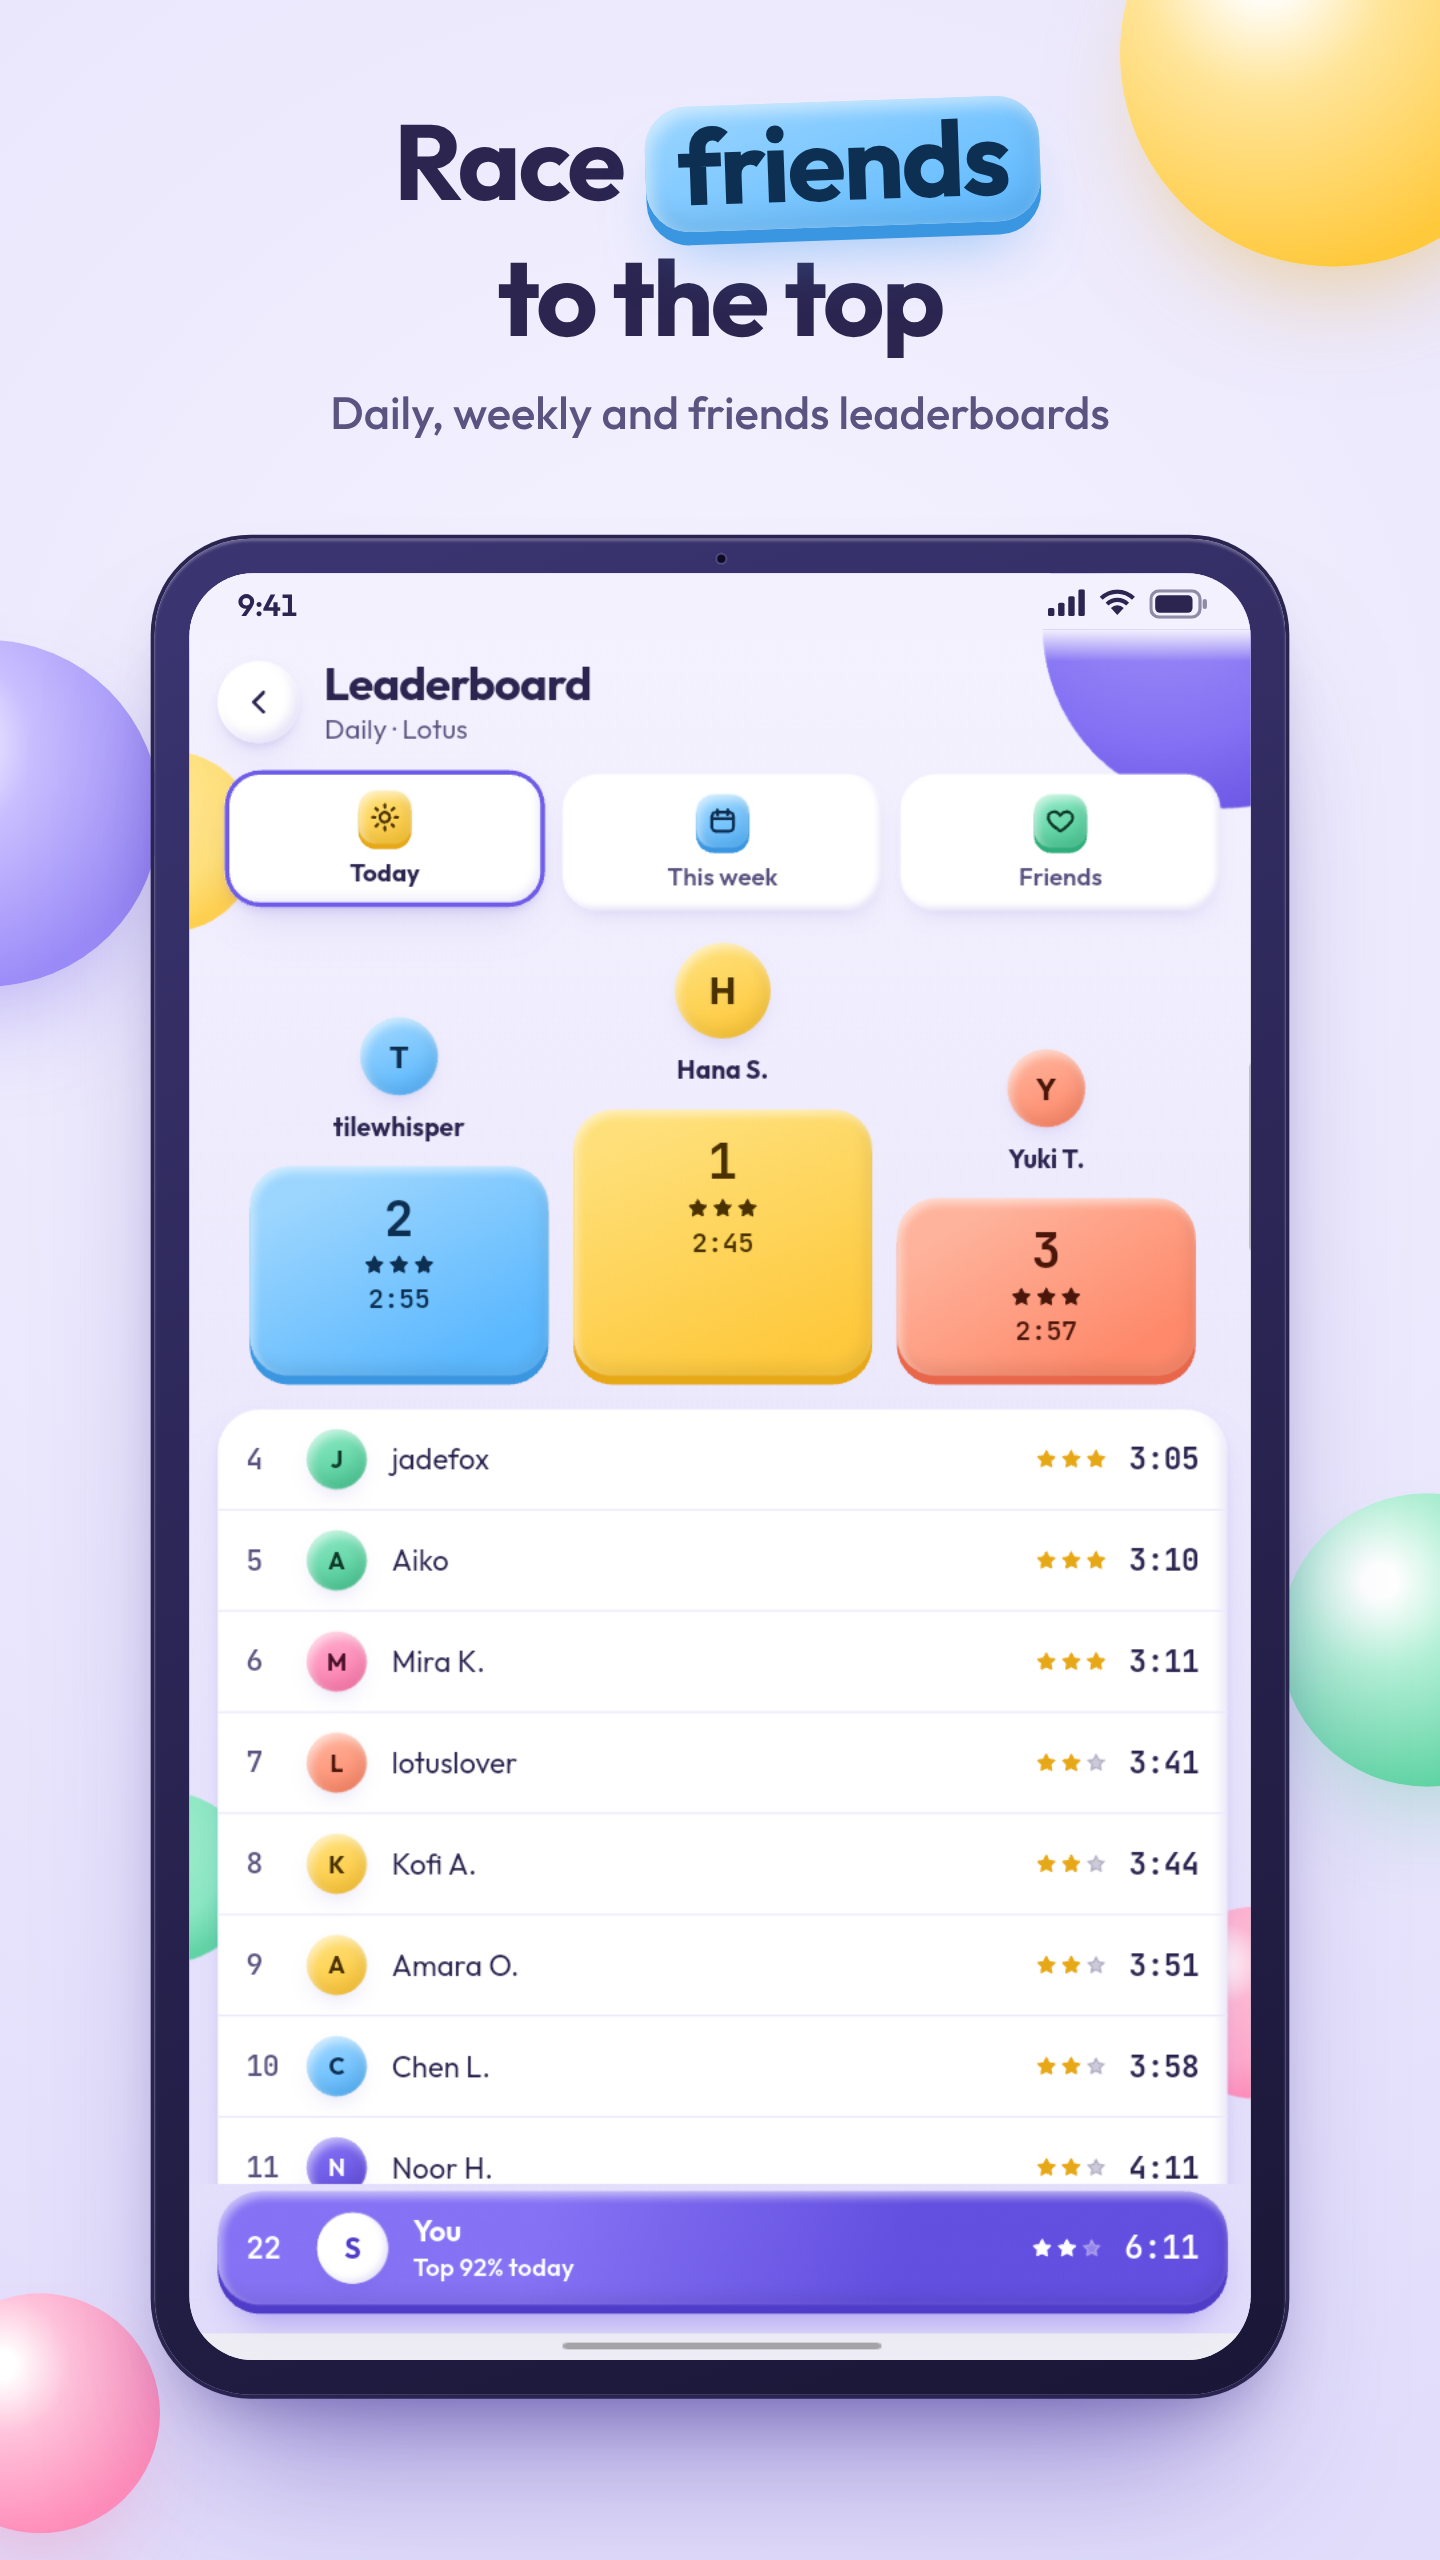 Race friends
to the top
Daily, weekly and friends leaderboards
9:41
Leaderboard
Daily · Lotus
Today
This week
Friends
H
Hana S.
T
tilewhisper
Y
Yuki T.
1
2:45
2
2:55
3
2:57
4 J jadefox 3:05
5 A Aiko 3:10
6 M Mira K. 3:11
7 L lotuslover 3:41
8 K Kofi A. 3:44
9 A Amara O. 3:51
10 C Chen L. 3:58
11 N Noor H. 4:11
22 S You 6:11
Top 92% today